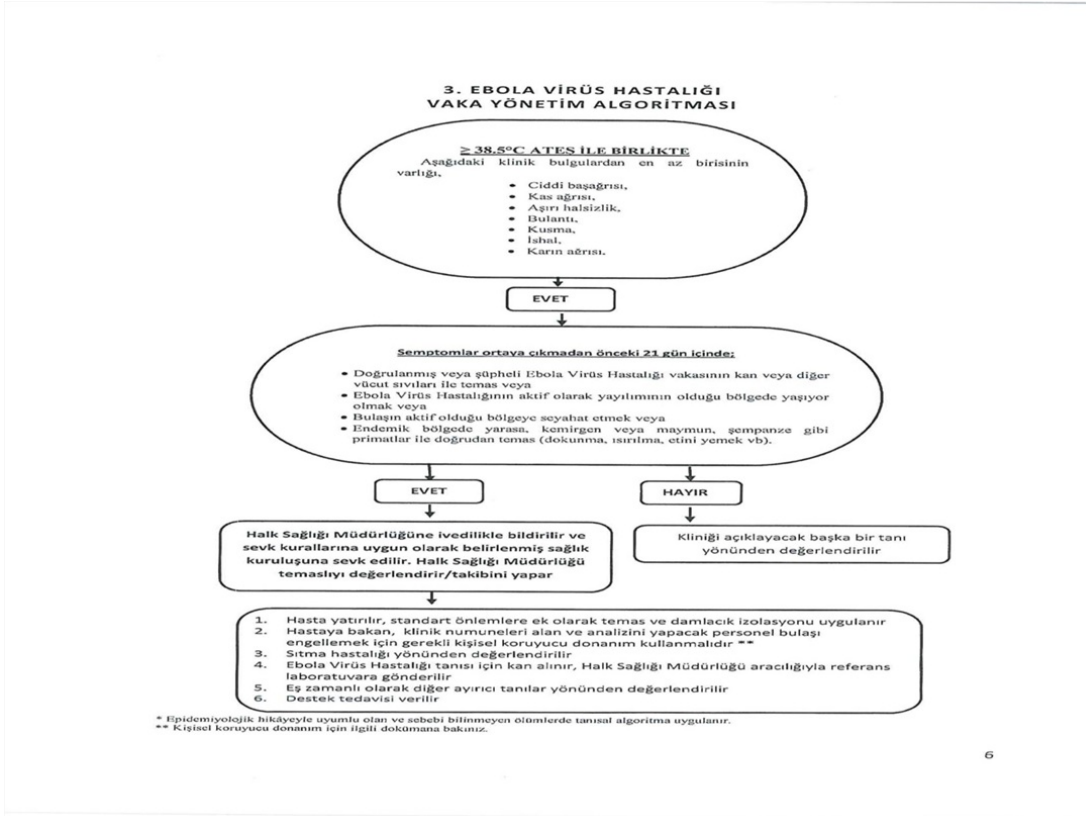 3. EBOLA VİRÜS HASTALIĞI
VAKA YÖNETİM ALGORİTMASI
≥ 38.5°C ATEŞ İLE BİRLİKTE
Aşağıdaki klinik bulgulardan en az birisinin
varlığı,
• Ciddi başağrısı,
• Kas ağrısı,
• Aşırı halsizlik,
• Bulantı,
• Kusma,
• İshal,
• Karın ağrısı,
EVET
Semptomlar ortaya çıkmadan önceki 21 gün içinde;
• Doğrulanmış veya şüpheli Ebola Virüs Hastalığı vakasının kan veya diğer
vücut sıvıları ile temas veya
• Ebola Virüs Hastalığının aktif olarak yayılımının olduğu bölgede yaşıyor
olmak veya
• Bulaşın aktif olduğu bölgeye seyahat etmek veya
• Endemik bölgede yarasa, kemirgen veya maymun, şempanze gibi
primatlar ile doğrudan temas (dokunma, ısırılma, etini yemek vb).
EVET
HAYIR
Halk Sağlığı Müdürlüğüne ivedilikle bildirilir ve
sevk kurallarına uygun olarak belirlenmiş sağlık
kuruluşuna sevk edilir. Halk Sağlığı Müdürlüğü
temaslıyı değerlendirir/takibini yapar
Kliniği açıklayacak başka bir tanı
yönünden değerlendirilir
1. Hasta yatırılır, standart önlemlere ek olarak temas ve damlacık izolasyonu uygulanır
2. Hastaya bakan, klinik numuneleri alan ve analizini yapacak personel bulaşı
engellemek için gerekli kişisel koruyucu donanım kullanmalıdır **
3. Sıtma hastalığı yönünden değerlendirilir
4. Ebola Virüs Hastalığı tanısı için kan alınır, Halk Sağlığı Müdürlüğü aracılığıyla referans
laboratuvara gönderilir
5. Eş zamanlı olarak diğer ayırıcı tanılar yönünden değerlendirilir
6. Destek tedavisi verilir
* Epidemiyolojik hikâyeyle uyumlu olan ve sebebi bilinmeyen ölümlerde tanısal algoritma uygulanır.
** Kişisel koruyucu donanım için ilgili dokümana bakınız.
6